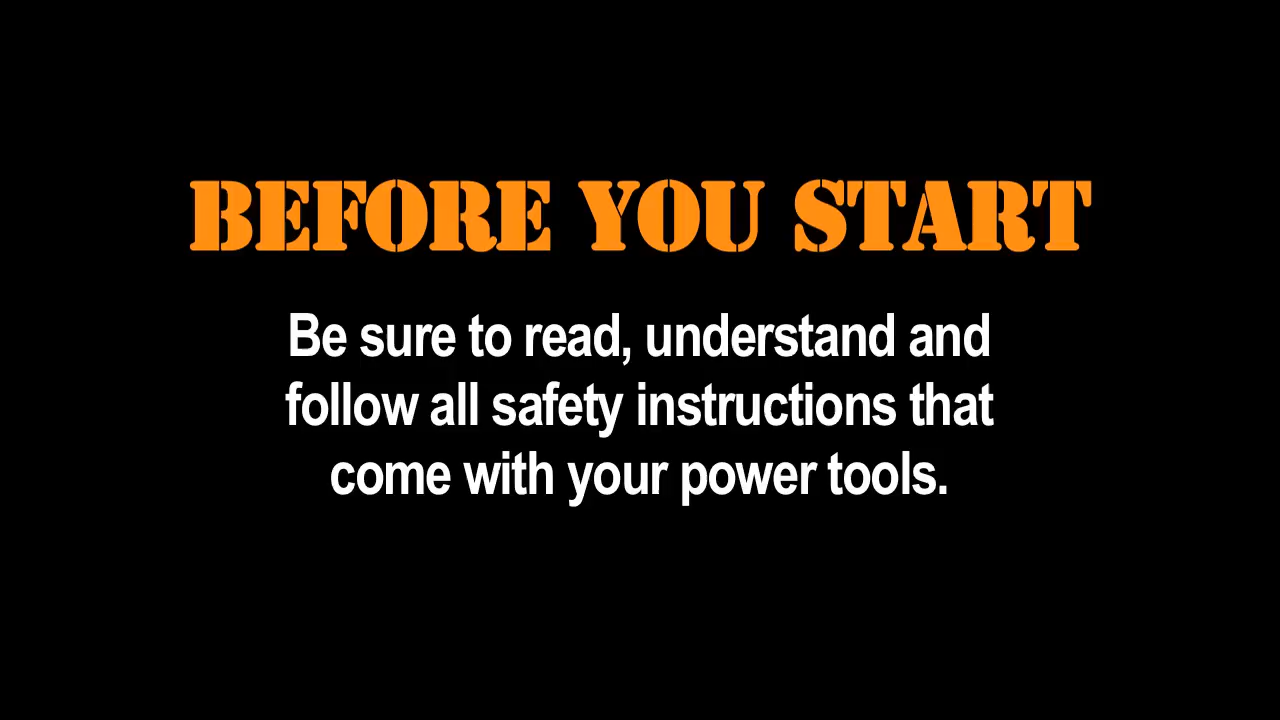 BEFORE YOU START
Be sure to read, understand and
follow all safety instructions that
come with your power tools.